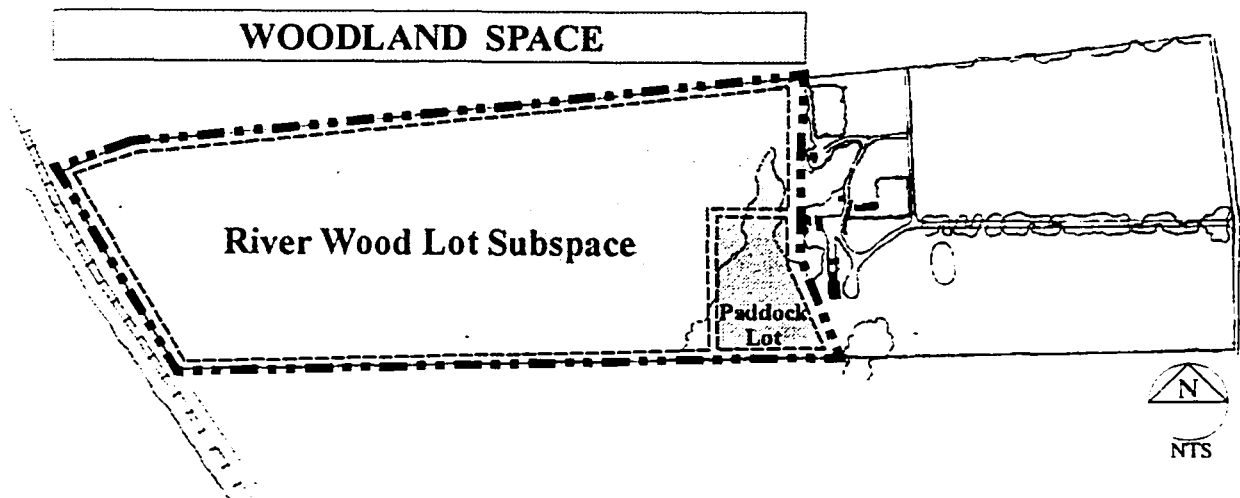 WOODLAND SPACE
River Wood Lot Subspace
Paddock
Lot
N
NTS